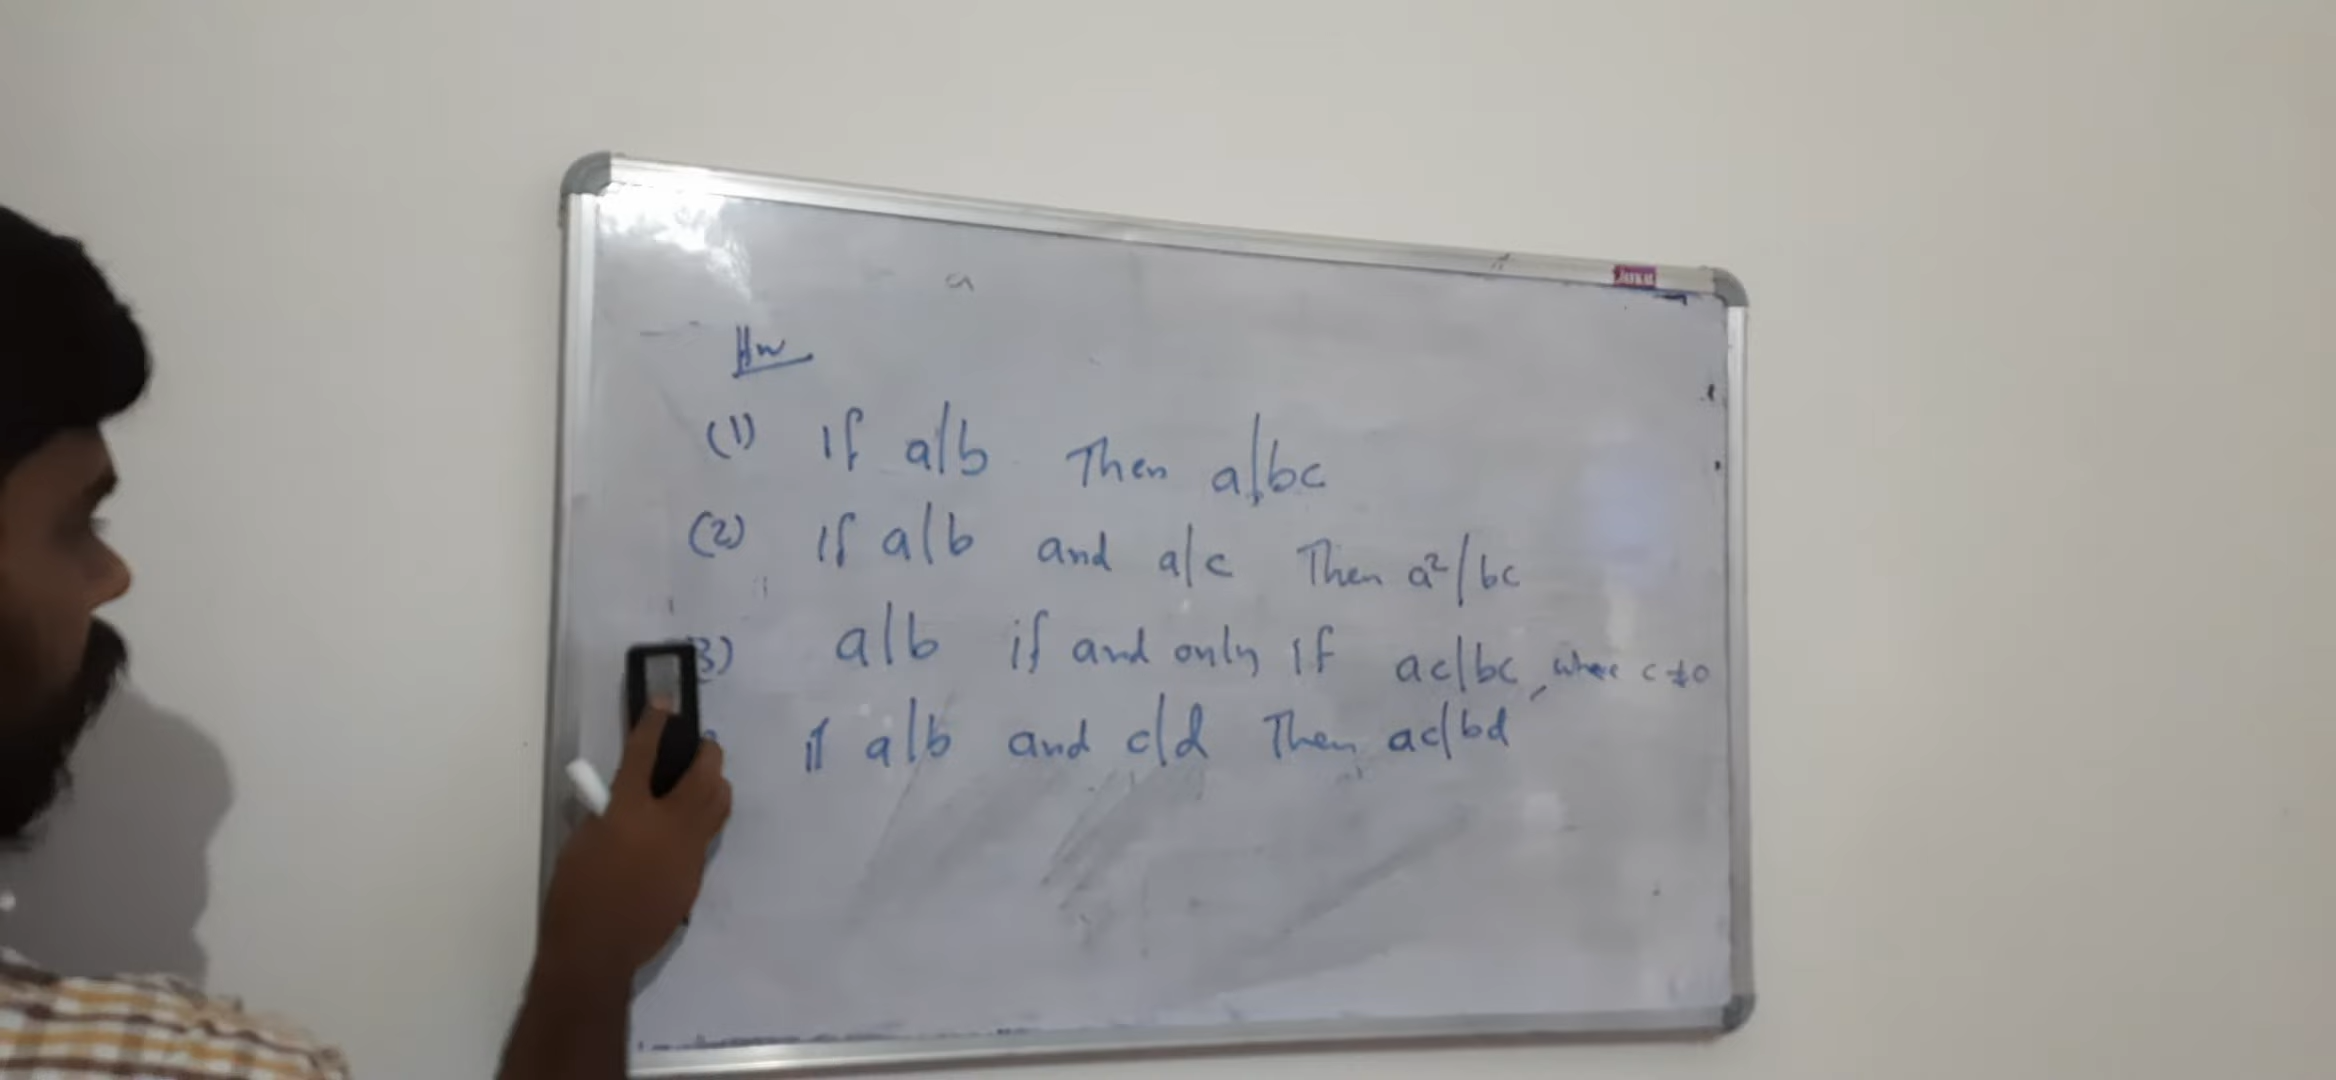 a
Hw
(1) If a|b Then a|bc
(2) If a|b and a|c Then a²|bc
3) a|b if and only if ac|bc, where c≠0
if a|b and c|d Then ac|bd